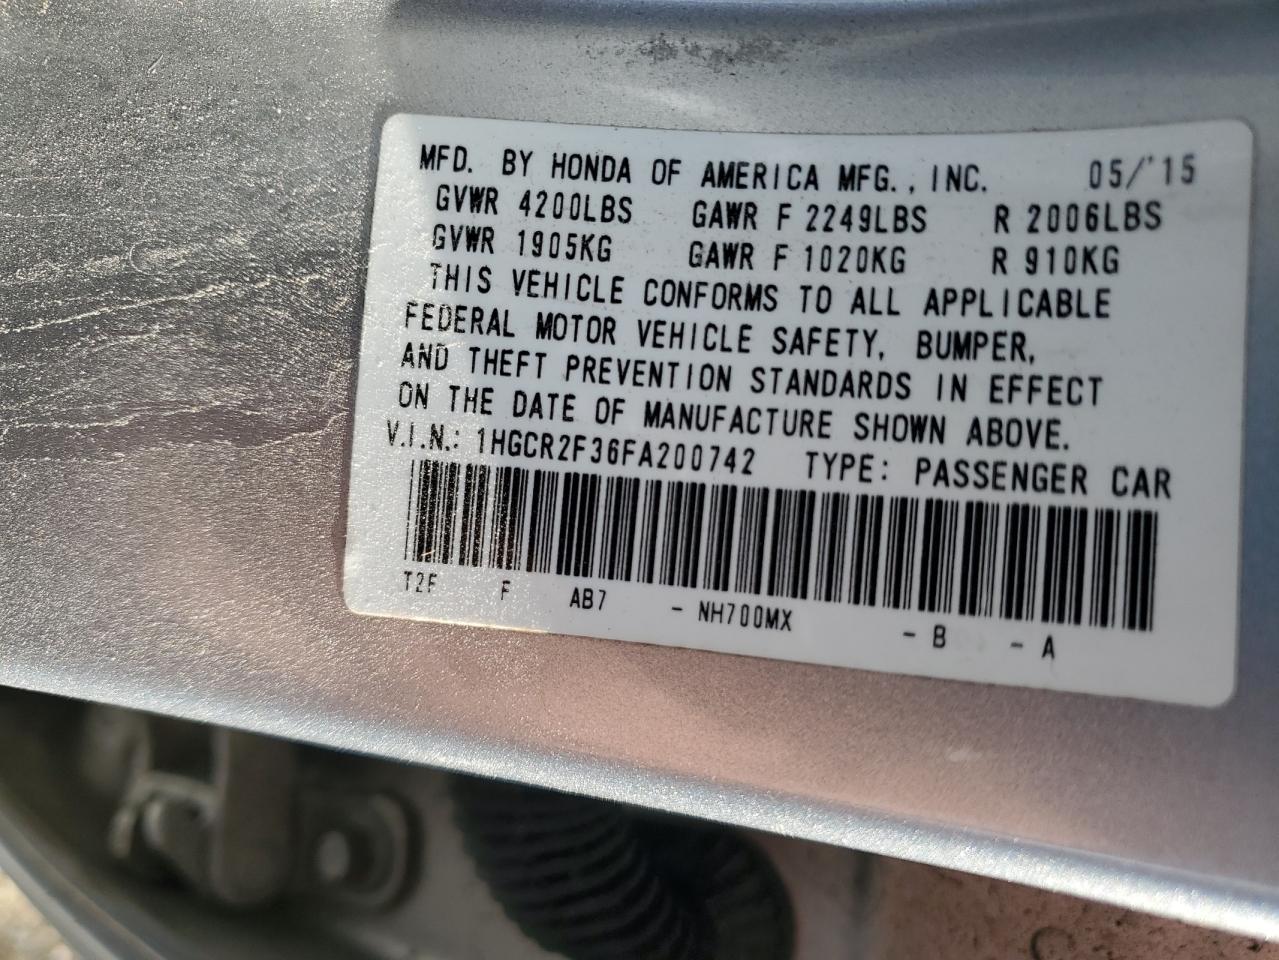 MFD. BY HONDA OF AMERICA MFG., INC. 05/'15
GVWR 4200LBS GAWR F 2249LBS R 2006LBS
GVWR 1905KG GAWR F 1020KG R 910KG
THIS VEHICLE CONFORMS TO ALL APPLICABLE
FEDERAL MOTOR VEHICLE SAFETY, BUMPER,
AND THEFT PREVENTION STANDARDS IN EFFECT
ON THE DATE OF MANUFACTURE SHOWN ABOVE.
V.I.N.: 1HGCR2F36FA200742 TYPE: PASSENGER CAR
T2F F AB7 - NH700MX - B - A